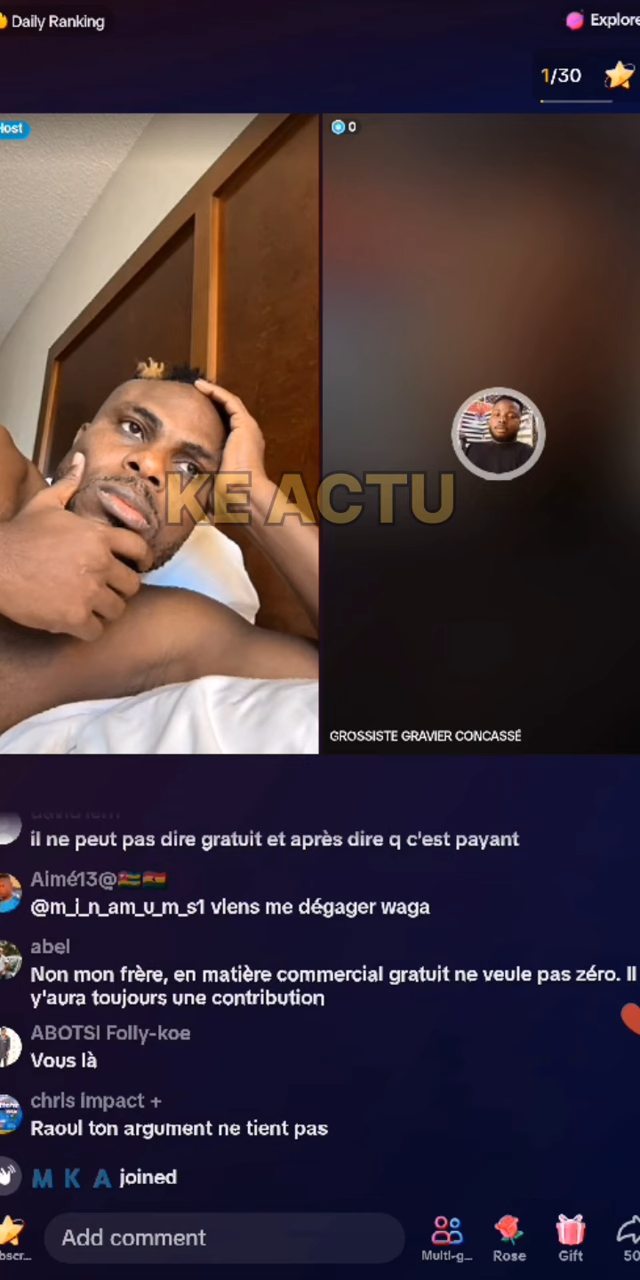 Daily Ranking
Explore
1/30
Host
0
KE ACTU
GROSSISTE GRAVIER CONCASSÉ
il ne peut pas dire gratuit et après dire q c'est payant
Aimé13@
@m_i_n_am_u_m_s1 viens me dégager waga
abel
Non mon frère, en matière commercial gratuit ne veule pas zéro. Il
y'aura toujours une contribution
ABOTSI Folly-koe
Vous là
chris impact +
Raoul ton argument ne tient pas
M K A joined
Add comment
bscr...
Multi-g...
Rose
Gift
50